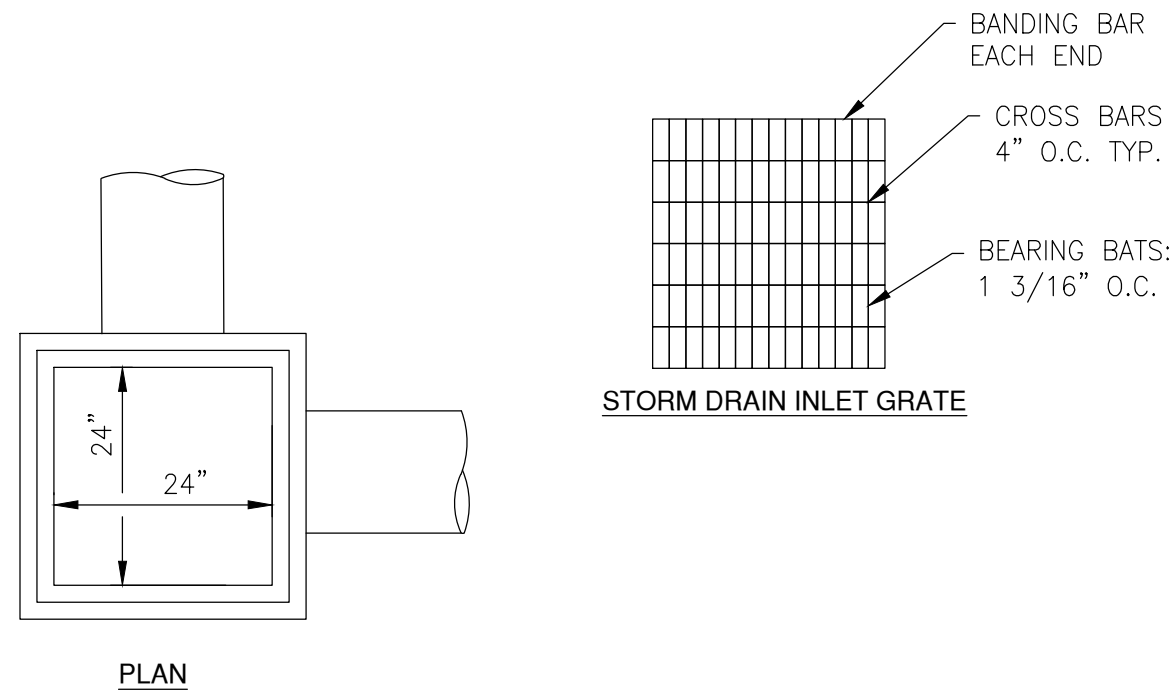 BANDING BAR
EACH END
CROSS BARS
4” O.C. TYP.
BEARING BATS:
1 3/16” O.C.
STORM DRAIN INLET GRATE
24”
24”
PLAN